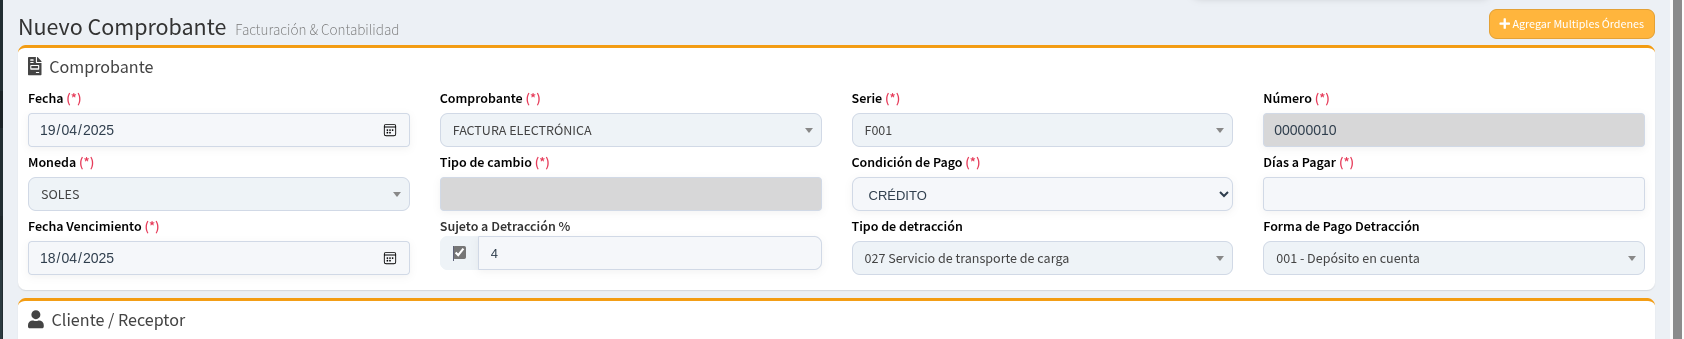 Nuevo Comprobante Facturación & Contabilidad
+ Agregar Multiples Órdenes
Comprobante
Fecha (*) Comprobante (*) Serie (*) Número (*)
19/04/2025 FACTURA ELECTRÓNICA F001 00000010
Moneda (*) Tipo de cambio (*) Condición de Pago (*) Días a Pagar (*)
SOLES CRÉDITO
Fecha Vencimiento (*) Sujeto a Detracción % Tipo de detracción Forma de Pago Detracción
18/04/2025 4 027 Servicio de transporte de carga 001 - Depósito en cuenta
Cliente / Receptor